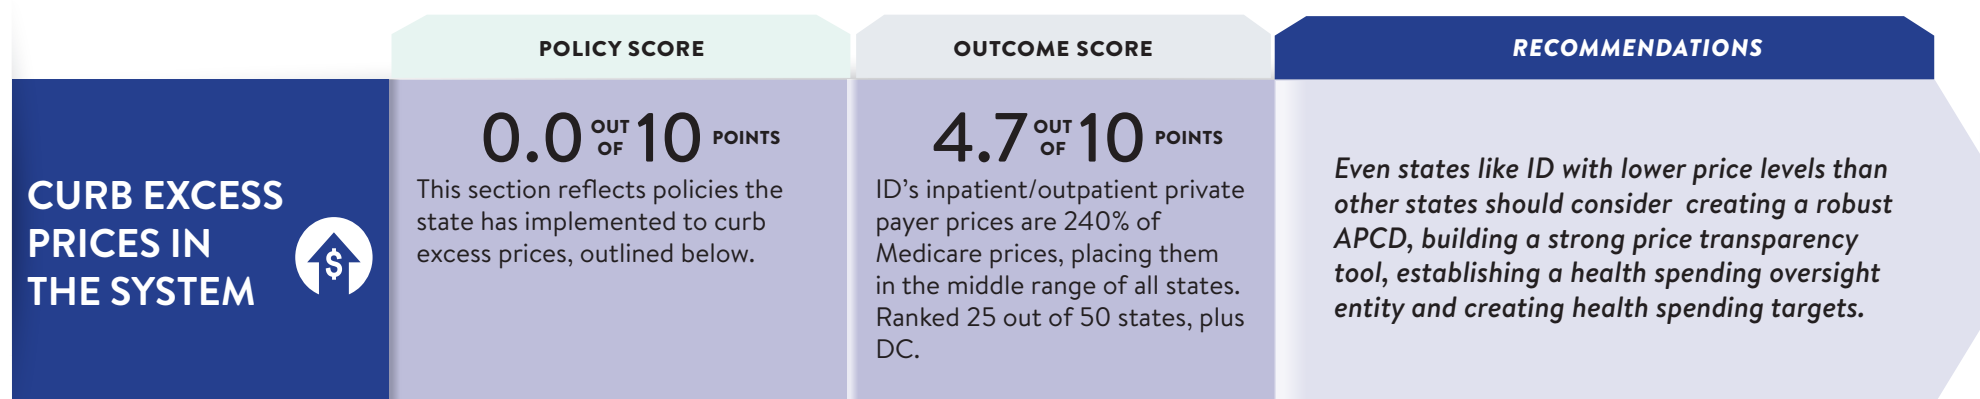 POLICY SCORE
OUTCOME SCORE
RECOMMENDATIONS
CURB EXCESS
PRICES IN
THE SYSTEM
$
0.0 OUT OF 10 POINTS
This section reflects policies the
state has implemented to curb
excess prices, outlined below.
4.7 OUT OF 10 POINTS
ID’s inpatient/outpatient private
payer prices are 240% of
Medicare prices, placing them
in the middle range of all states.
Ranked 25 out of 50 states, plus
DC.
Even states like ID with lower price levels than
other states should consider creating a robust
APCD, building a strong price transparency
tool, establishing a health spending oversight
entity and creating health spending targets.